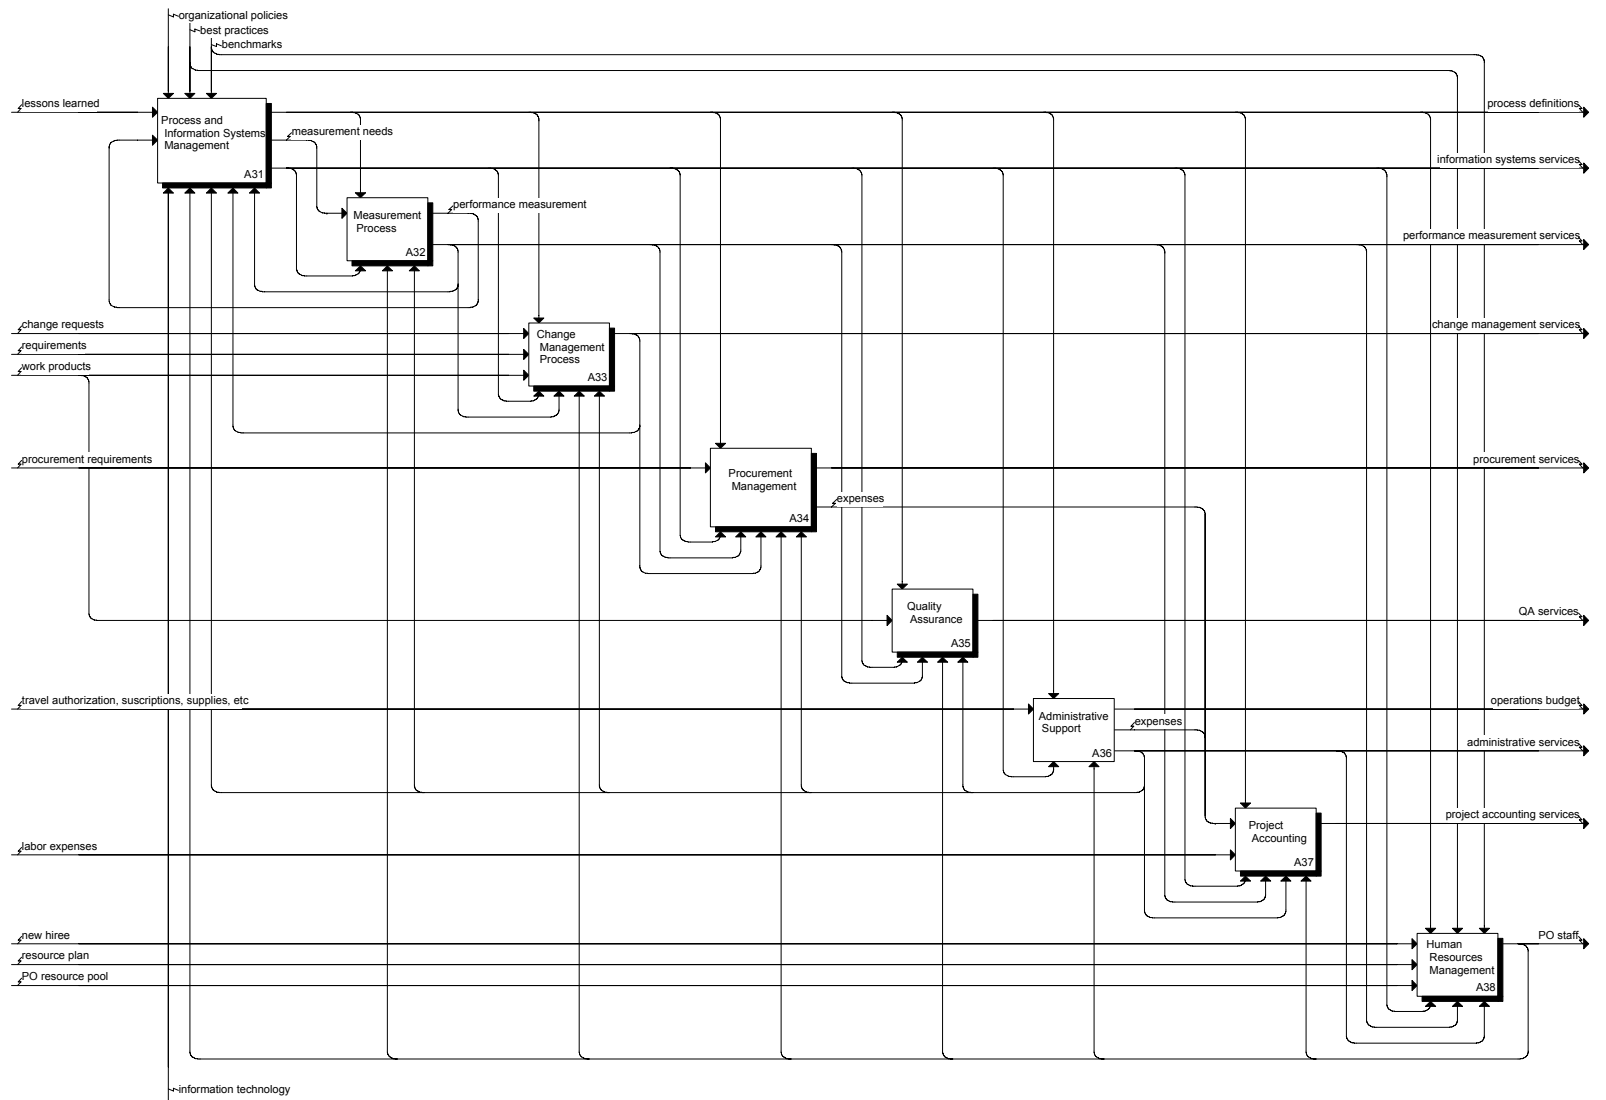 organizational policies
best practices
benchmarks
lessons learned
process definitions
Process and
Information Systems
Management
A31
measurement needs
information systems services
Measurement
Process
A32
performance measurement
performance measurement services
change requests
requirements
work products
Change
Management
Process
A33
change management services
procurement requirements
Procurement
Management
A34
procurement services
expenses
Quality
Assurance
A35
QA services
travel authorization, suscriptions, supplies, etc
Administrative
Support
A36
operations budget
expenses
administrative services
Project
Accounting
A37
project accounting services
labor expenses
new hiree
resource plan
PO resource pool
Human
Resources
Management
A38
PO staff
information technology